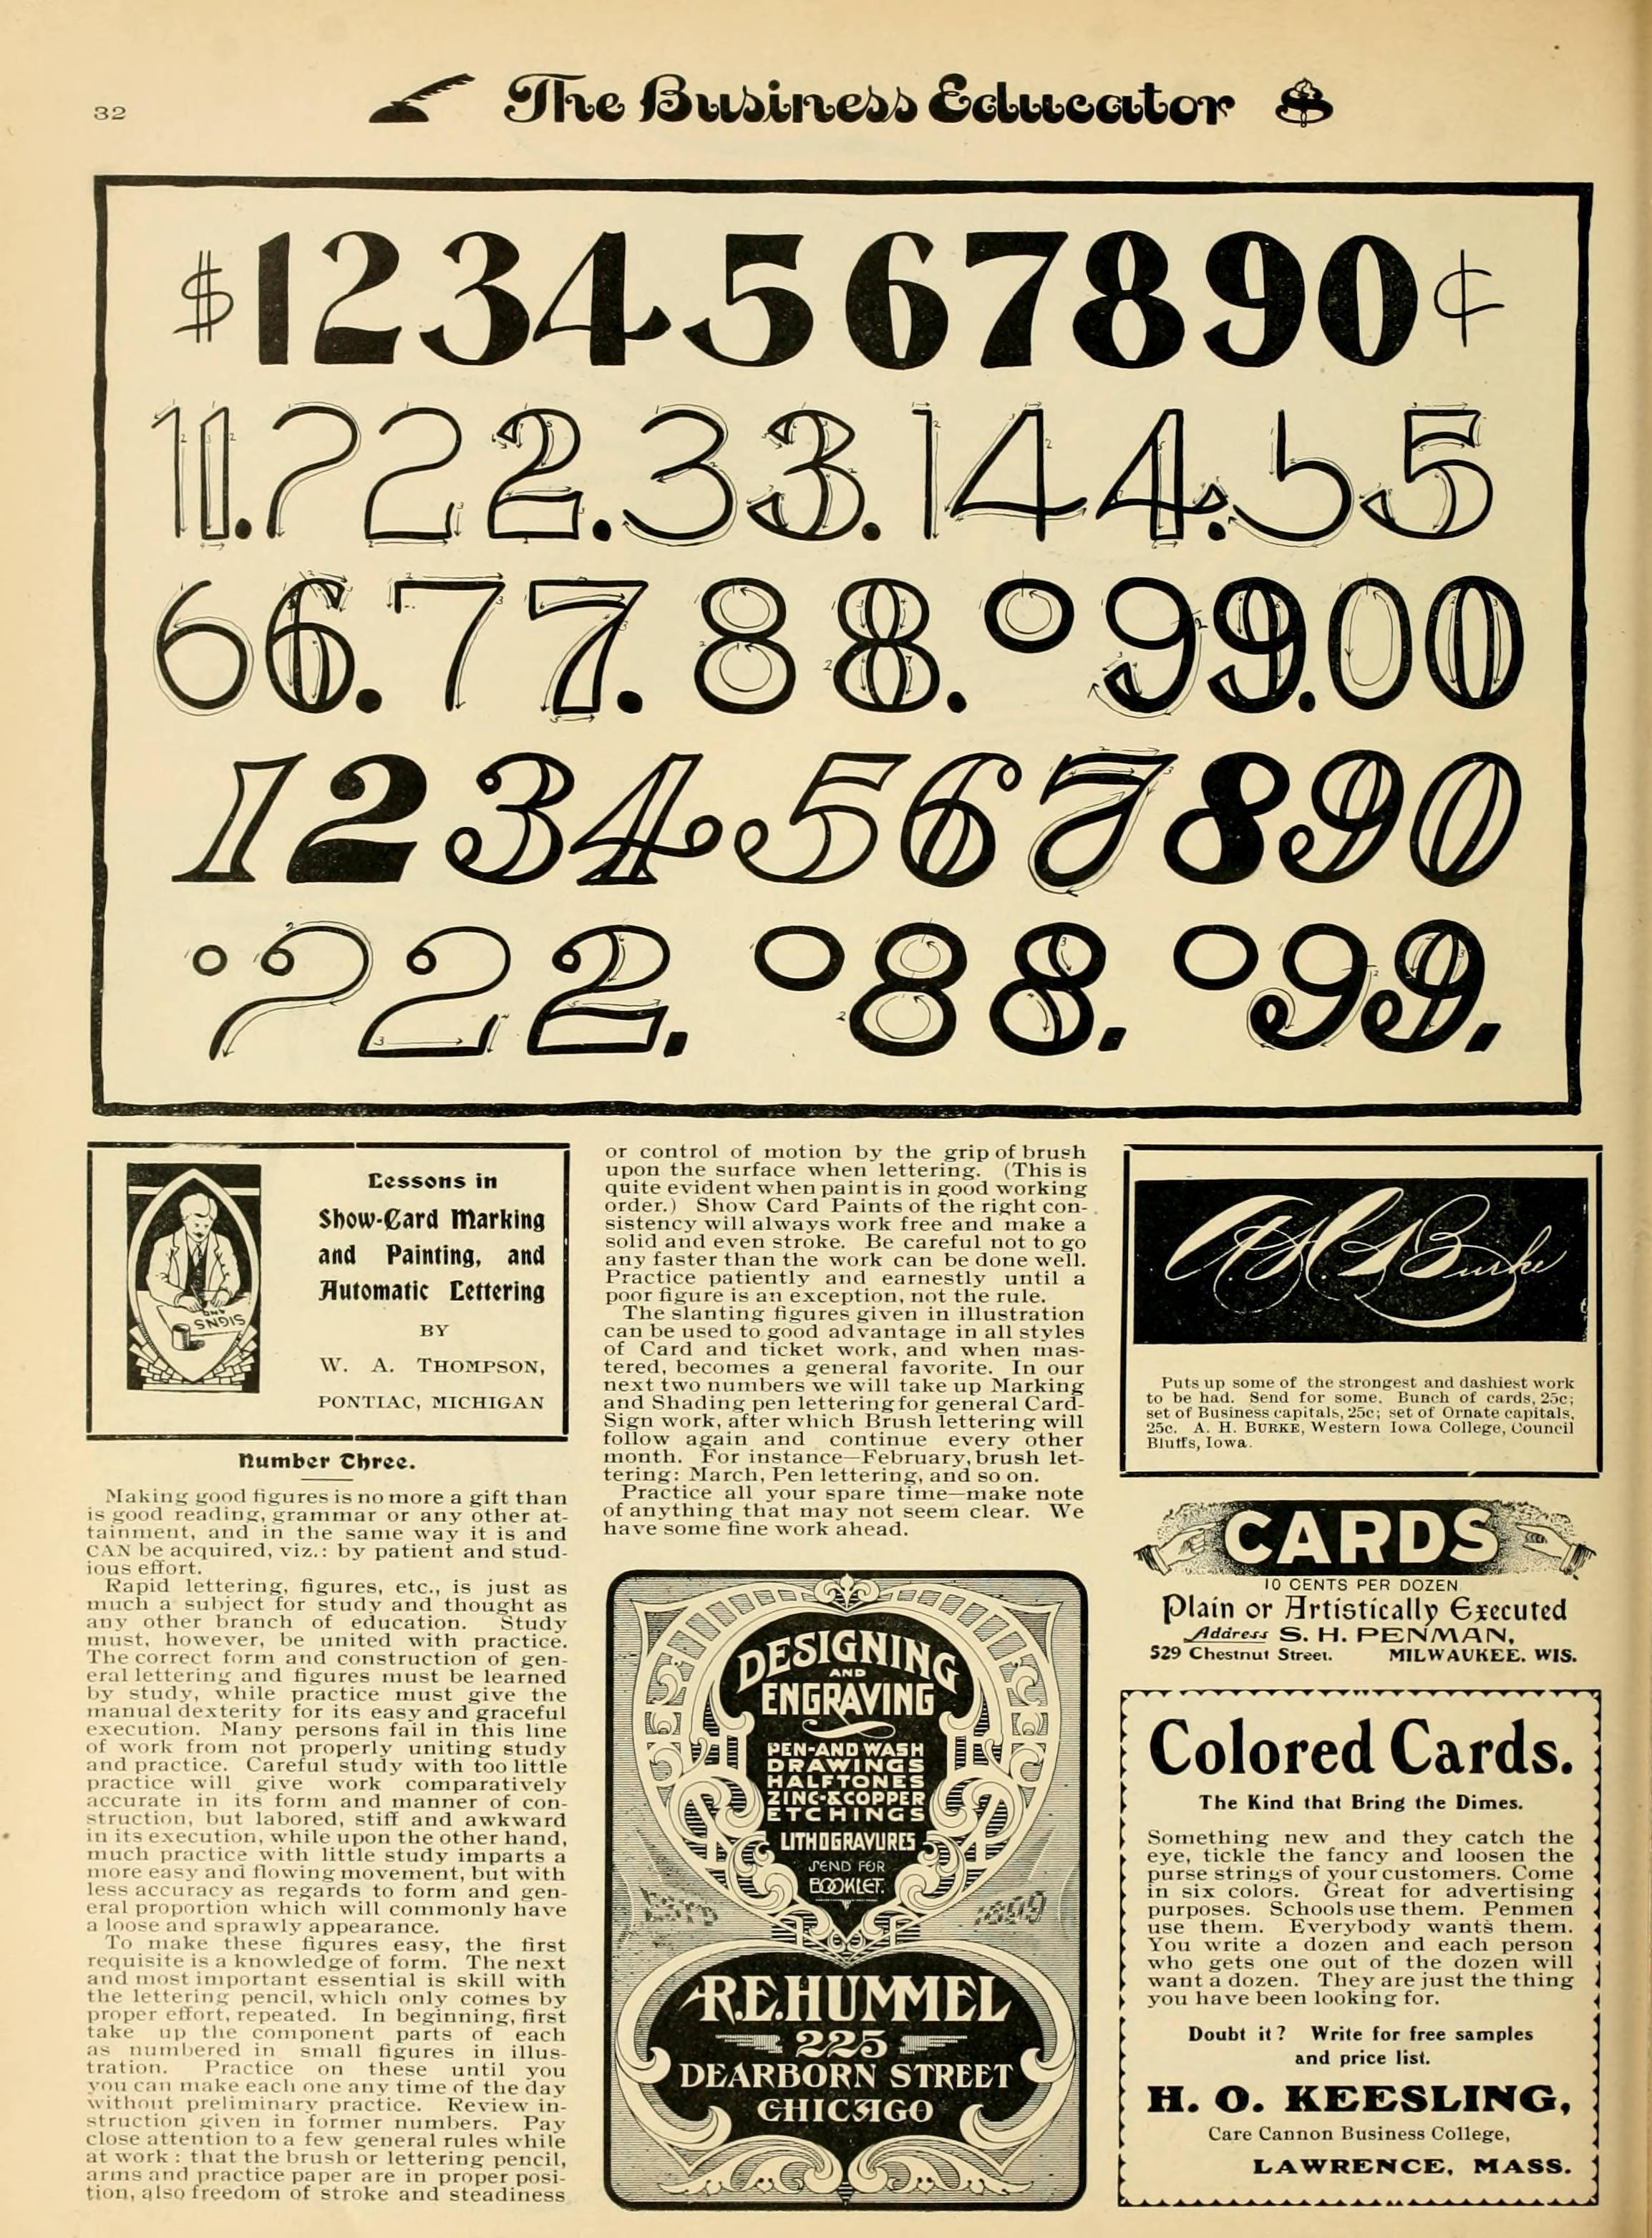 32
The Business Educator
$1234567890¢
11.2222.33.144.55
66.77.88.099.00
1234567890
222. 088. 099.
Lessons in
Show-Card Marking
and Painting, and
Automatic Lettering
BY
W. A. THOMPSON,
PONTIAC, MICHIGAN
SIGNS
AND
Number Three.
Making good figures is no more a gift than
is good reading, grammar or any other at-
tainment, and in the same way it is and
CAN be acquired, viz.: by patient and stud-
ious effort.
Rapid lettering, figures, etc., is just as
much a subject for study and thought as
any other branch of education. Study
must, however, be united with practice.
The correct form and construction of gen-
eral lettering and figures must be learned
by study, while practice must give the
manual dexterity for its easy and graceful
execution. Many persons fail in this line
of work from not properly uniting study
and practice. Careful study with too little
practice will give work comparatively
accurate in its form and manner of con-
struction, but labored, stiff and awkward
in its execution, while upon the other hand,
much practice with little study imparts a
more easy and flowing movement, but with
less accuracy as regards to form and gen-
eral proportion which will commonly have
a loose and sprawly appearance.
To make these figures easy, the first
requisite is a knowledge of form. The next
and most important essential is skill with
the lettering pencil, which only comes by
proper effort, repeated. In beginning, first
take up the component parts of each
as numbered in small figures in illus-
tration. Practice on these until you
you can make each one any time of the day
without preliminary practice. Review in-
struction given in former numbers. Pay
close attention to a few general rules while
at work : that the brush or lettering pencil,
arms and practice paper are in proper posi-
tion, also freedom of stroke and steadiness
or control of motion by the grip of brush
upon the surface when lettering. (This is
quite evident when paint is in good working
order.) Show Card Paints of the right con-
sistency will always work free and make a
solid and even stroke. Be careful not to go
any faster than the work can be done well.
Practice patiently and earnestly until a
poor figure is an exception, not the rule.
The slanting figures given in illustration
can be used to good advantage in all styles
of Card and ticket work, and when mas-
tered, becomes a general favorite. In our
next two numbers we will take up Marking
and Shading pen lettering for general Card-
Sign work, after which Brush lettering will
follow again and continue every other
month. For instance—February, brush let-
tering: March, Pen lettering, and so on.
Practice all your spare time—make note
of anything that may not seem clear. We
have some fine work ahead.
DESIGNING
AND
ENGRAVING
PEN-AND WASH
DRAWINGS
HALFTONES
ZINC-&COPPER
ETCHINGS
LITHOGRAVURES
SEND FOR
BOOKLET.
1899
R.E.HUMMEL
225
DEARBORN STREET
CHICAGO
Burke
Puts up some of the strongest and dashiest work
to be had. Send for some. Bunch of cards, 25c;
set of Business capitals, 25c; set of Ornate capitals,
25c. A. H. BURKE, Western Iowa College, Council
Bluffs, Iowa.
CARDS
10 CENTS PER DOZEN
Plain or Artistically Executed
Address S. H. PENMAN,
529 Chestnut Street. MILWAUKEE. WIS.
Colored Cards.
The Kind that Bring the Dimes.
Something new and they catch the
eye, tickle the fancy and loosen the
purse strings of your customers. Come
in six colors. Great for advertising
purposes. Schools use them. Penmen
use them. Everybody wants them.
You write a dozen and each person
who gets one out of the dozen will
want a dozen. They are just the thing
you have been looking for.
Doubt it? Write for free samples
and price list.
H. O. KEESLING,
Care Cannon Business College,
LAWRENCE, MASS.